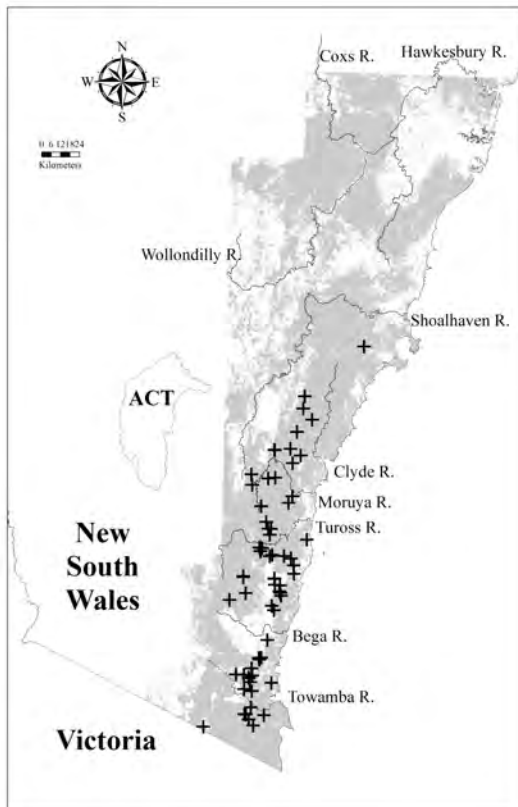 N
W E
S
0 6 121824
Kilometers
Coxs R.
Hawkesbury R.
Wollondilly R.
Shoalhaven R.
ACT
Clyde R.
Moruya R.
Tuross R.
New
South
Wales
Bega R.
Towamba R.
Victoria